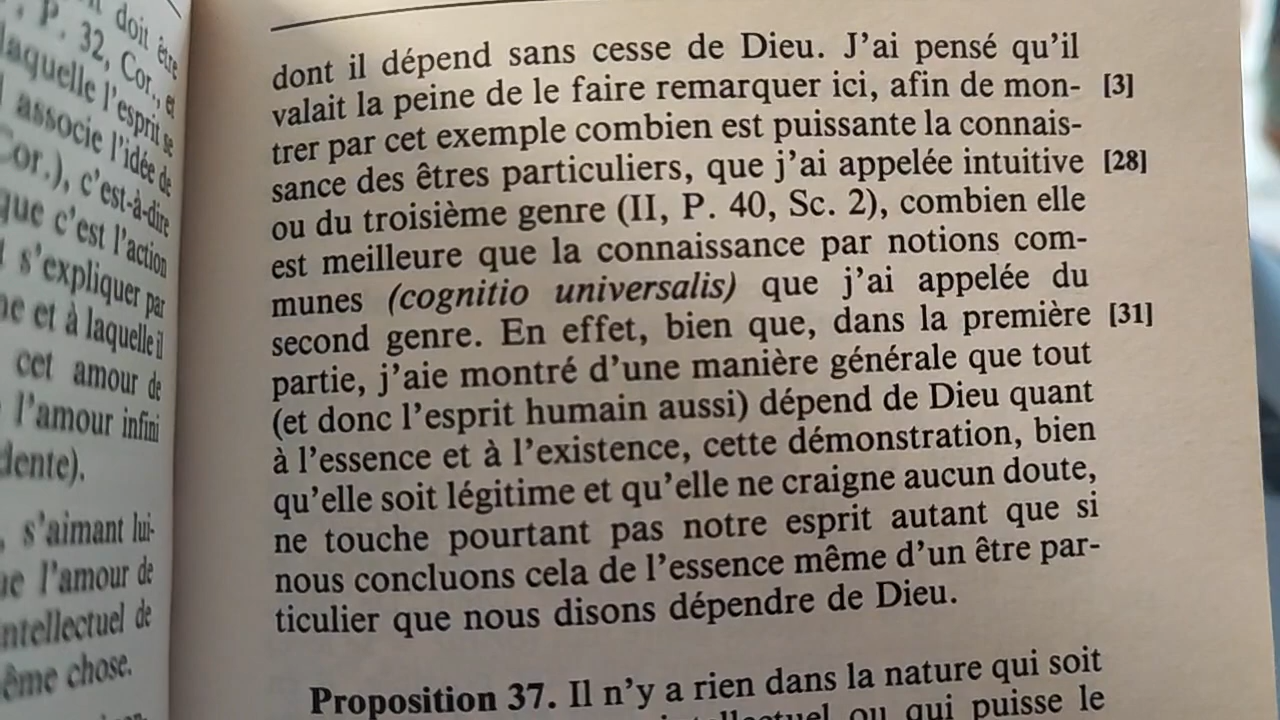 doit être
P. 32, Cor., et
laquelle l'esprit se
associe l'idée de
Cor.), c'est-à-dire
que c'est l'action
s'expliquer par
et à laquelle il
cet amour de
l'amour infini
dente).
s'aimant lui-
l'amour de
intellectuel de
ême chose.
dont il dépend sans cesse de Dieu. J'ai pensé qu'il
valait la peine de le faire remarquer ici, afin de mon- [3]
trer par cet exemple combien est puissante la connais-
sance des êtres particuliers, que j'ai appelée intuitive [28]
ou du troisième genre (II, P. 40, Sc. 2), combien elle
est meilleure que la connaissance par notions com-
munes (cognitio universalis) que j'ai appelée du
second genre. En effet, bien que, dans la première [31]
partie, j'aie montré d'une manière générale que tout
(et donc l'esprit humain aussi) dépend de Dieu quant
à l'essence et à l'existence, cette démonstration, bien
qu'elle soit légitime et qu'elle ne craigne aucun doute,
ne touche pourtant pas notre esprit autant que si
nous concluons cela de l'essence même d'un être par-
ticulier que nous disons dépendre de Dieu.
Proposition 37. Il n'y a rien dans la nature qui soit
ou qui puisse le